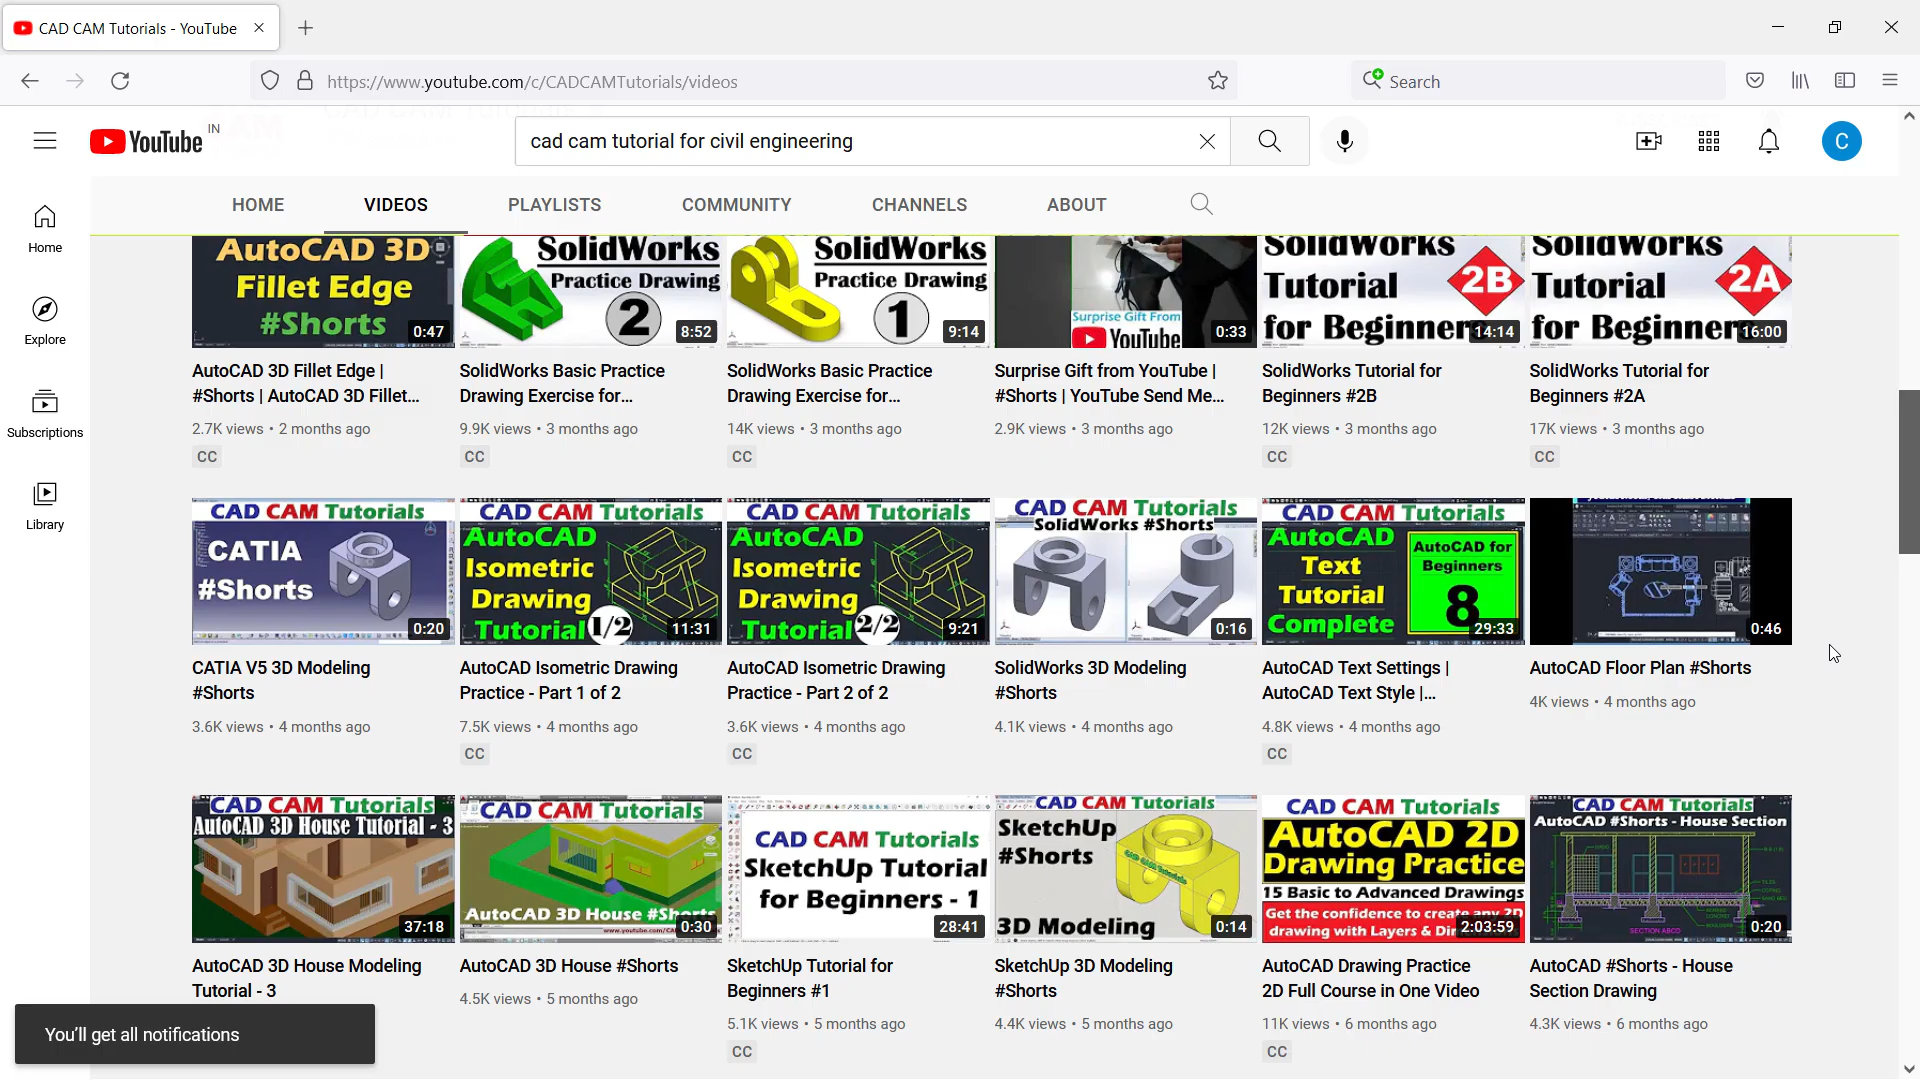 CAD CAM Tutorials - YouTube
https://www.youtube.com/c/CADCAMTutorials/videos
Search
YouTube IN
cad cam tutorial for civil engineering
C
HOME VIDEOS PLAYLISTS COMMUNITY CHANNELS ABOUT
Home
Explore
Subscriptions
Library
AutoCAD 3D
Fillet Edge
#Shorts
0:47
SolidWorks
Practice Drawing
2
8:52
SolidWorks
Practice Drawing
1
9:14
Surprise Gift From
YouTube
0:33
SolidWorks
Tutorial
for Beginners
2B
14:14
SolidWorks
Tutorial
for Beginners
2A
16:00
AutoCAD 3D Fillet Edge |
#Shorts | AutoCAD 3D Fillet...
2.7K views • 2 months ago
CC
SolidWorks Basic Practice
Drawing Exercise for...
9.9K views • 3 months ago
CC
SolidWorks Basic Practice
Drawing Exercise for...
14K views • 3 months ago
CC
Surprise Gift from YouTube |
#Shorts | YouTube Send Me...
2.9K views • 3 months ago
SolidWorks Tutorial for
Beginners #2B
12K views • 3 months ago
CC
SolidWorks Tutorial for
Beginners #2A
17K views • 3 months ago
CC
CAD CAM Tutorials
CATIA
#Shorts
0:20
CAD CAM Tutorials
AutoCAD
Isometric
Drawing
Tutorial 1/2
11:31
CAD CAM Tutorials
AutoCAD
Isometric
Drawing
Tutorial 2/2
9:21
CAD CAM Tutorials
SolidWorks #Shorts
0:16
CAD CAM Tutorials
AutoCAD
Text
Tutorial
Complete
AutoCAD for
Beginners
8
29:33
0:46
CATIA V5 3D Modeling
#Shorts
3.6K views • 4 months ago
AutoCAD Isometric Drawing
Practice - Part 1 of 2
7.5K views • 4 months ago
CC
AutoCAD Isometric Drawing
Practice - Part 2 of 2
3.6K views • 4 months ago
CC
SolidWorks 3D Modeling
#Shorts
4.1K views • 4 months ago
AutoCAD Text Settings |
AutoCAD Text Style |...
4.8K views • 4 months ago
CC
AutoCAD Floor Plan #Shorts
4K views • 4 months ago
CAD CAM Tutorials
AutoCAD 3D House Tutorial - 3
37:18
CAD CAM Tutorials
AutoCAD 3D House #Shorts
0:30
CAD CAM Tutorials
SketchUp Tutorial
for Beginners - 1
28:41
CAD CAM Tutorials
SketchUp
#Shorts
CAD CAM Tutorials
3D Modeling
0:14
CAD CAM Tutorials
AutoCAD 2D
Drawing Practice
15 Basic to Advanced Drawings
Get the confidence to create any 2D
drawing with Layers &
2:03:59
CAD CAM Tutorials
AutoCAD #Shorts - House Section
SECTION ABCD
0:20
AutoCAD 3D House Modeling
Tutorial - 3
AutoCAD 3D House #Shorts
4.5K views • 5 months ago
SketchUp Tutorial for
Beginners #1
5.1K views • 5 months ago
CC
SketchUp 3D Modeling
#Shorts
4.4K views • 5 months ago
AutoCAD Drawing Practice
2D Full Course in One Video
11K views • 6 months ago
CC
AutoCAD #Shorts - House
Section Drawing
4.3K views • 6 months ago
You'll get all notifications